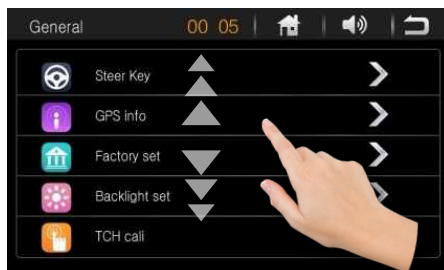 General 00 05
Steer Key
GPS info
Factory set
Backlight set
TCH cali